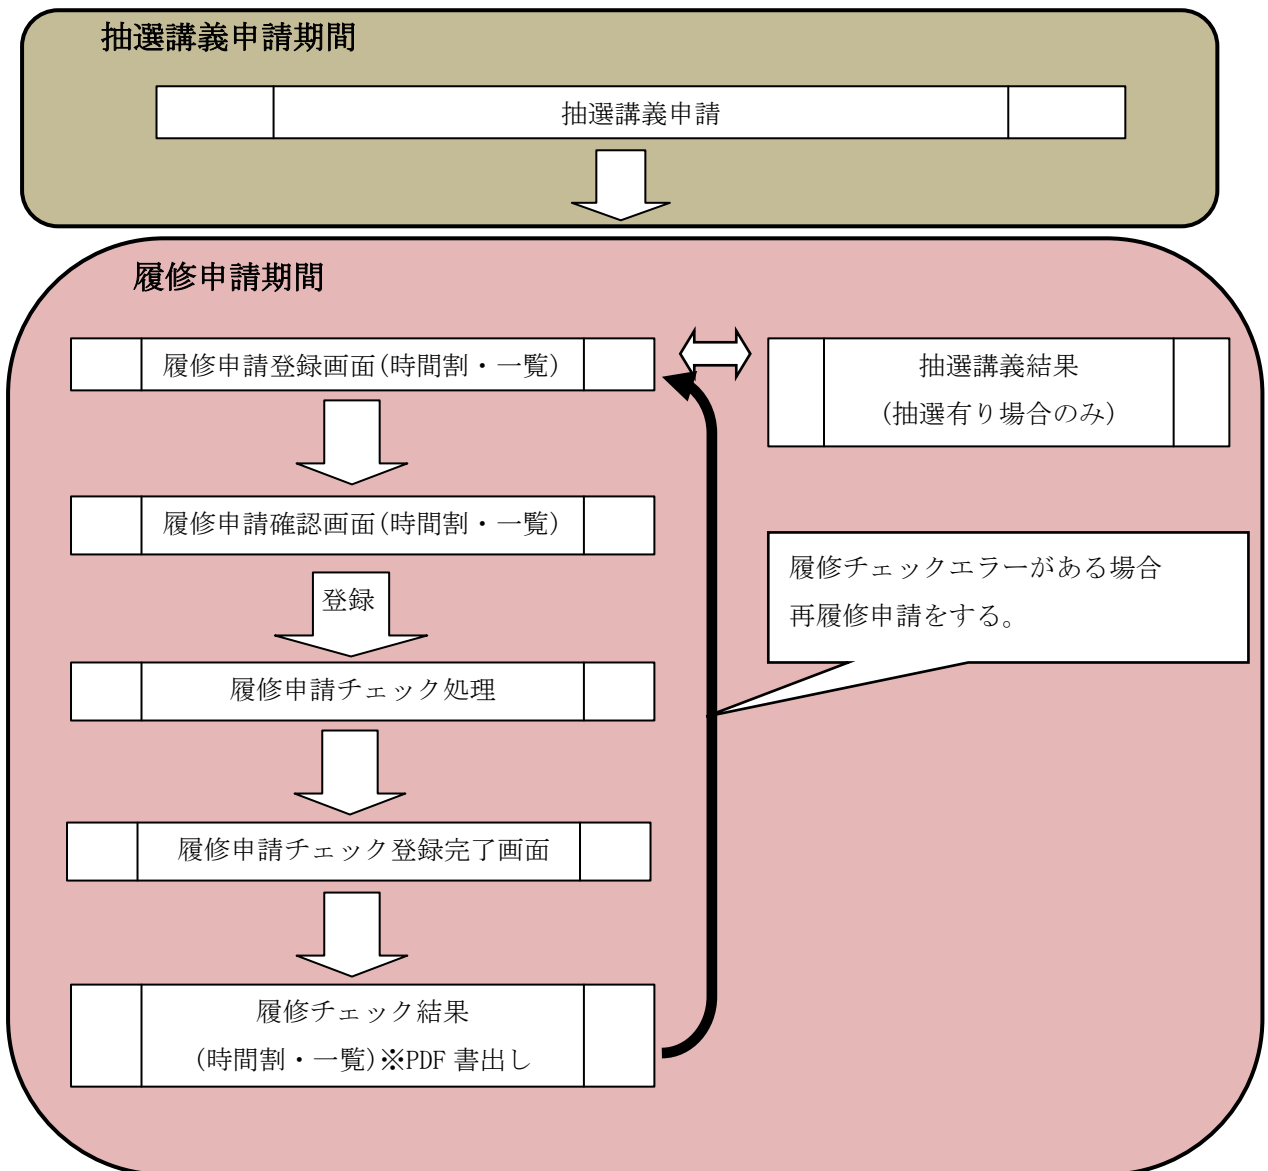 抽選講義申請期間
抽選講義申請
履修申請期間
履修申請登録画面(時間割・一覧)
抽選講義結果
(抽選有り場合のみ)
履修申請確認画面(時間割・一覧)
履修チェックエラーがある場合
再履修申請をする。
登録
履修申請チェック処理
履修申請チェック登録完了画面
履修チェック結果
(時間割・一覧)※PDF 書出し